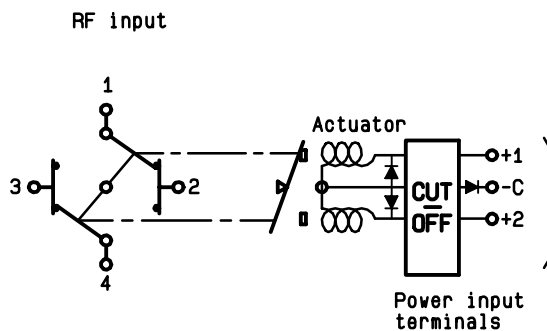 RF input
1
Actuator
3
2
+1
-C
+2
CUT
OFF
4
Power input
terminals